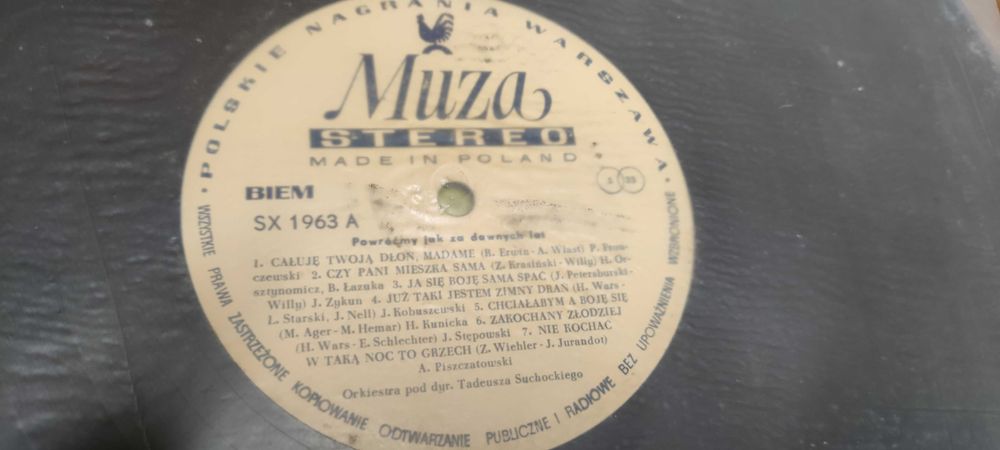 · POLSKIE NAGRANIA WARSZAWA ·
Muza
STEREO
MADE IN POLAND
BIEM
S 33
SX 1963 A
Powróćmy jak za dawnych lat
1. CAŁUJĘ TWOJĄ DŁOŃ, MADAME (R. Erwin - A. Włast) P. Fron-
czewski 2. CZY PANI MIESZKA SAMA (Z. Krasiński - Willy) H. Or-
sztynomicz, B. Łazuka 3. JA SIĘ BOJĘ SAMA SPAĆ (J. Petersburski -
Willy) J. Zykun 4. JUŻ TAKI JESTEM ZIMNY DRAŃ (H. Wars -
L. Starski, J. Nell) J. Kobuszewski 5. CHCIAŁABYM A BOJĘ SIĘ
(M. Ager - M. Hemar) H. Kunicka 6. ZAKOCHANY ZŁODZIEJ
(H. Wars - E. Schlechter) J. Stępowski 7. NIE KOCHAĆ
W TAKĄ NOC TO GRZECH (Z. Wiehler - J. Jurandot)
A. Piszczatowski
Orkiestra pod dyr. Tadeusza Suchockiego
WSZYSTKIE PRAWA ZASTRZEŻONE KOPIOWANIE ODTWARZANIE PUBLICZNE I RADIOWE BEZ UPOWAŻNIENIA WZBRONIONE